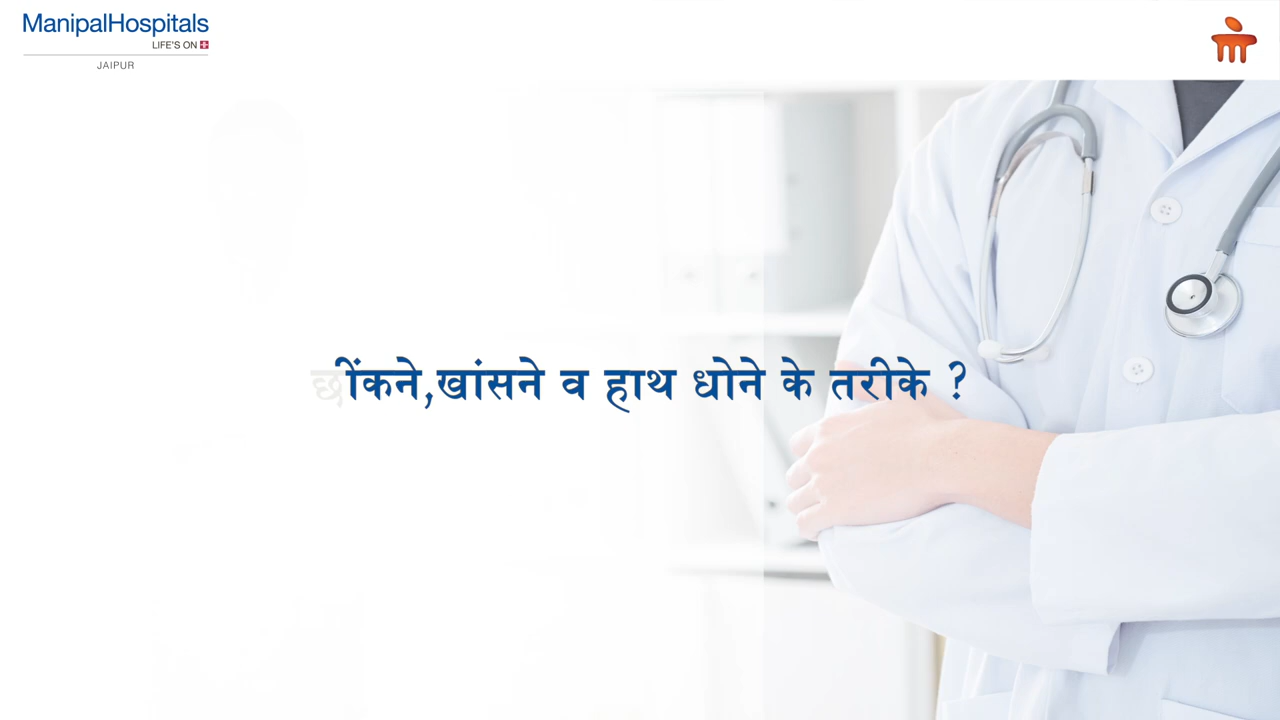 ManipalHospitals
LIFE'S ON
JAIPUR
छींकने,खांसने व हाथ धोने के तरीके ?